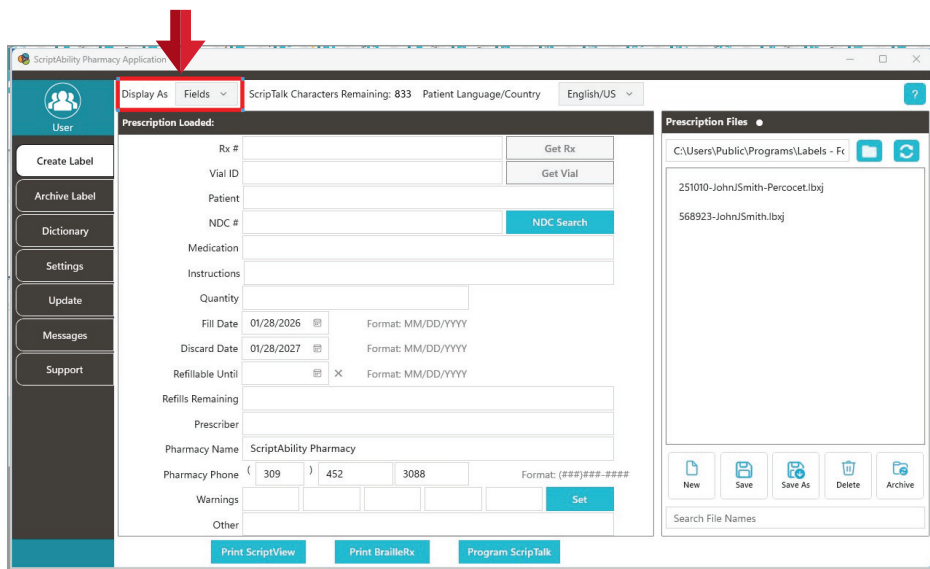 ScriptAbility Pharmacy Application
User
Create Label
Archive Label
Dictionary
Settings
Update
Messages
Support
Display As Fields ScripTalk Characters Remaining: 833 Patient Language/Country English/US ?
Prescription Loaded:
Rx # Get Rx
Vial ID Get Vial
Patient
NDC # NDC Search
Medication
Instructions
Quantity
Fill Date 01/28/2026 Format: MM/DD/YYYY
Discard Date 01/28/2027 Format: MM/DD/YYYY
Refillable Until Format: MM/DD/YYYY
Refills Remaining
Prescriber
Pharmacy Name ScriptAbility Pharmacy
Pharmacy Phone ( 309 ) 452 3088 Format: (###)###-####
Warnings Set
Other
Print ScriptView Print BrailleRx Program ScripTalk
Prescription Files
C:\Users\Public\Programs\Labels - Fo
251010-JohnJSmith-Percocet.lbxj
568923-JohnJSmith.lbxj
New Save Save As Delete Archive
Search File Names